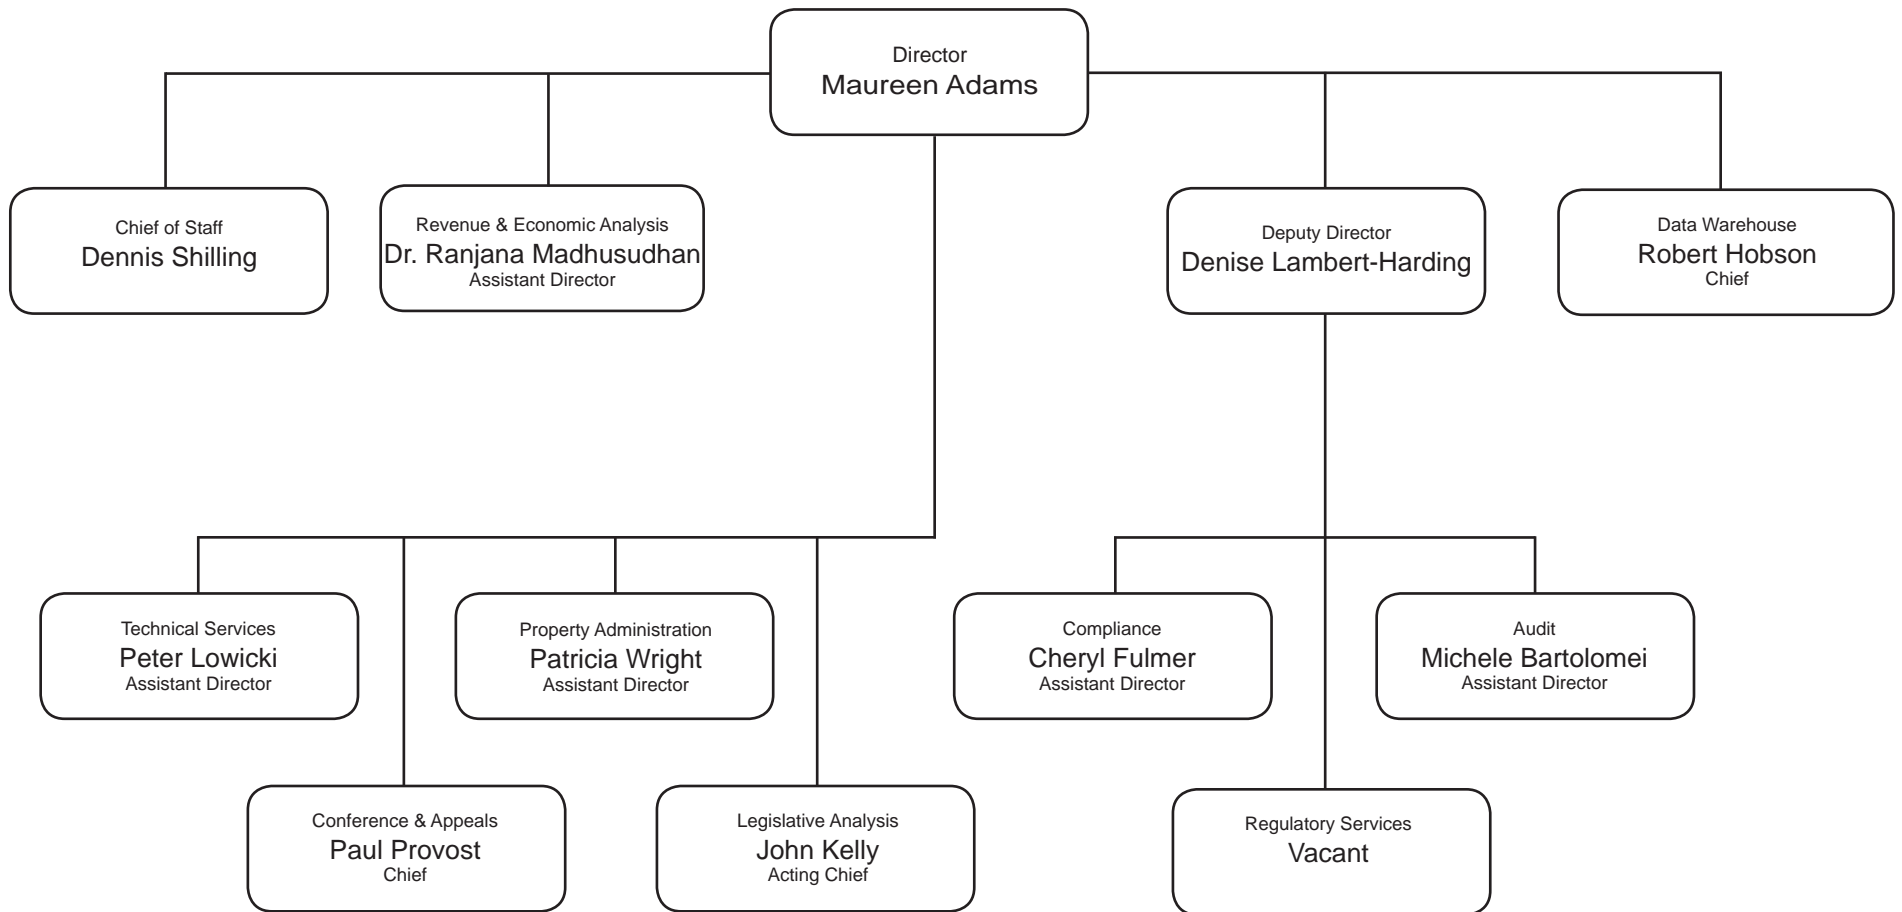 Director
Maureen Adams
Chief of Staff
Dennis Shilling
Revenue & Economic Analysis
Dr. Ranjana Madhusudhan
Assistant Director
Deputy Director
Denise Lambert-Harding
Data Warehouse
Robert Hobson
Chief
Technical Services
Peter Lowicki
Assistant Director
Property Administration
Patricia Wright
Assistant Director
Compliance
Cheryl Fulmer
Assistant Director
Audit
Michele Bartolomei
Assistant Director
Conference & Appeals
Paul Provost
Chief
Legislative Analysis
John Kelly
Acting Chief
Regulatory Services
Vacant